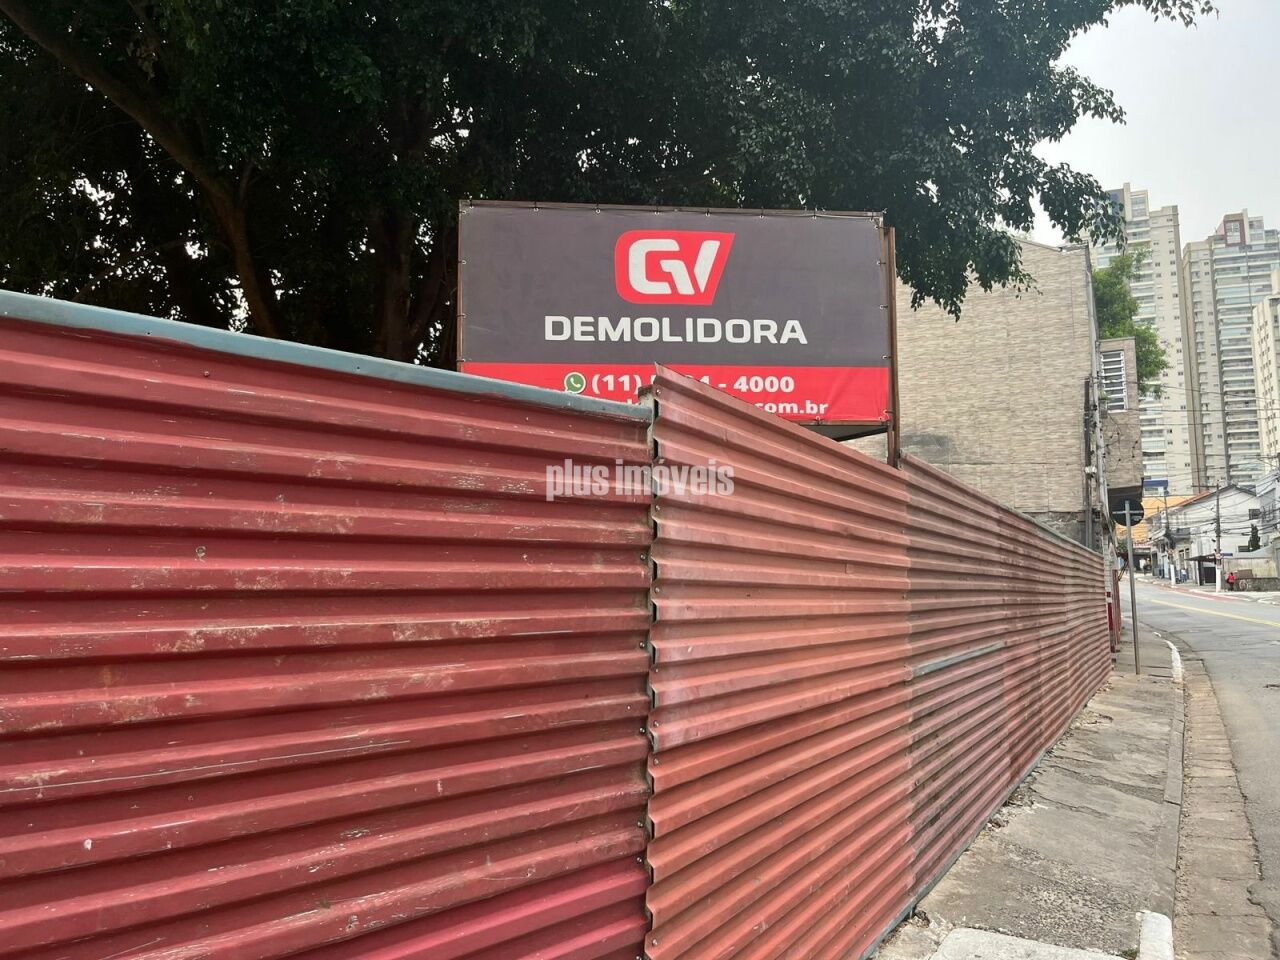 GV
DEMOLIDORA
(11) - 4000
.com.br
plus imóveis